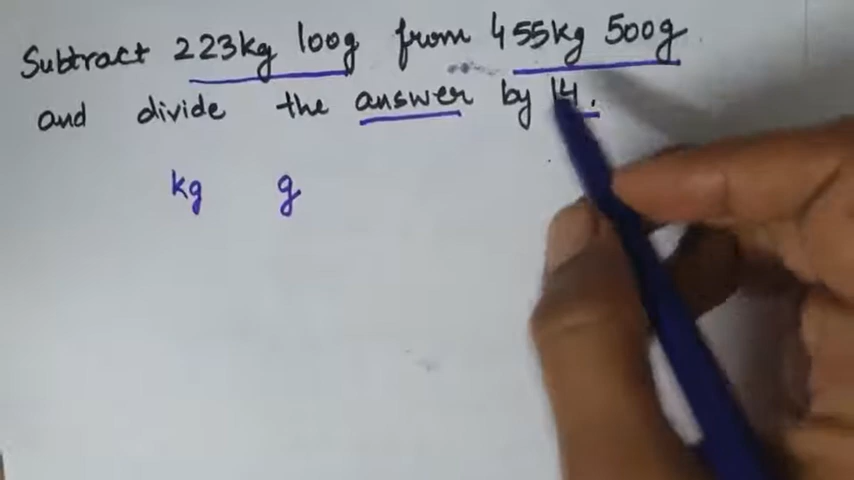 Subtract 223kg 100g from 455kg 500g
and divide the answer by 14.
kg g